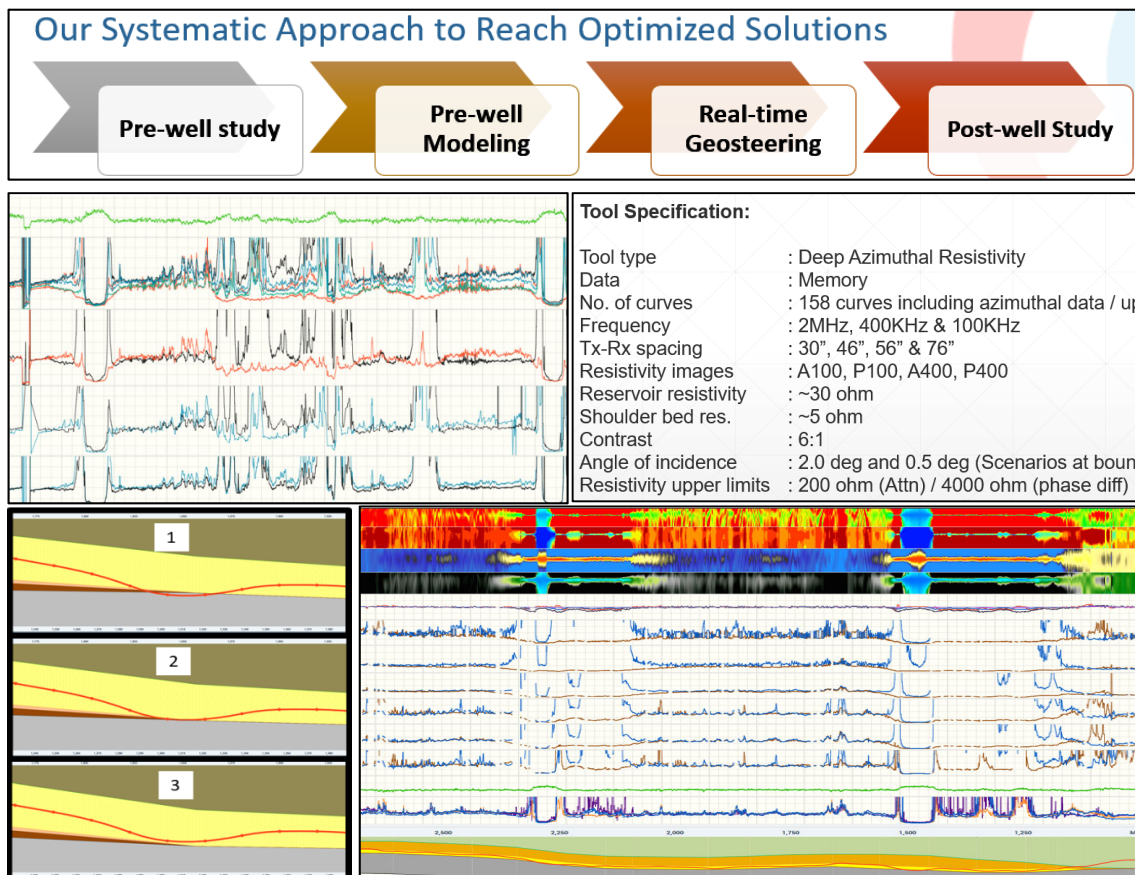 Our Systematic Approach to Reach Optimized Solutions
Pre-well study
Pre-well
Modeling
Real-time
Geosteering
Post-well Study
Tool Specification:
Tool type : Deep Azimuthal Resistivity
Data : Memory
No. of curves : 158 curves including azimuthal data / up
Frequency : 2MHz, 400KHz & 100KHz
Tx-Rx spacing : 30”, 46”, 56” & 76”
Resistivity images : A100, P100, A400, P400
Reservoir resistivity : ~30 ohm
Shoulder bed res. : ~5 ohm
Contrast : 6:1
Angle of incidence : 2.0 deg and 0.5 deg (Scenarios at boun
Resistivity upper limits : 200 ohm (Attn) / 4000 ohm (phase diff)
1
2
3
2,500 2,250 2,000 1,750 1,500 1,250